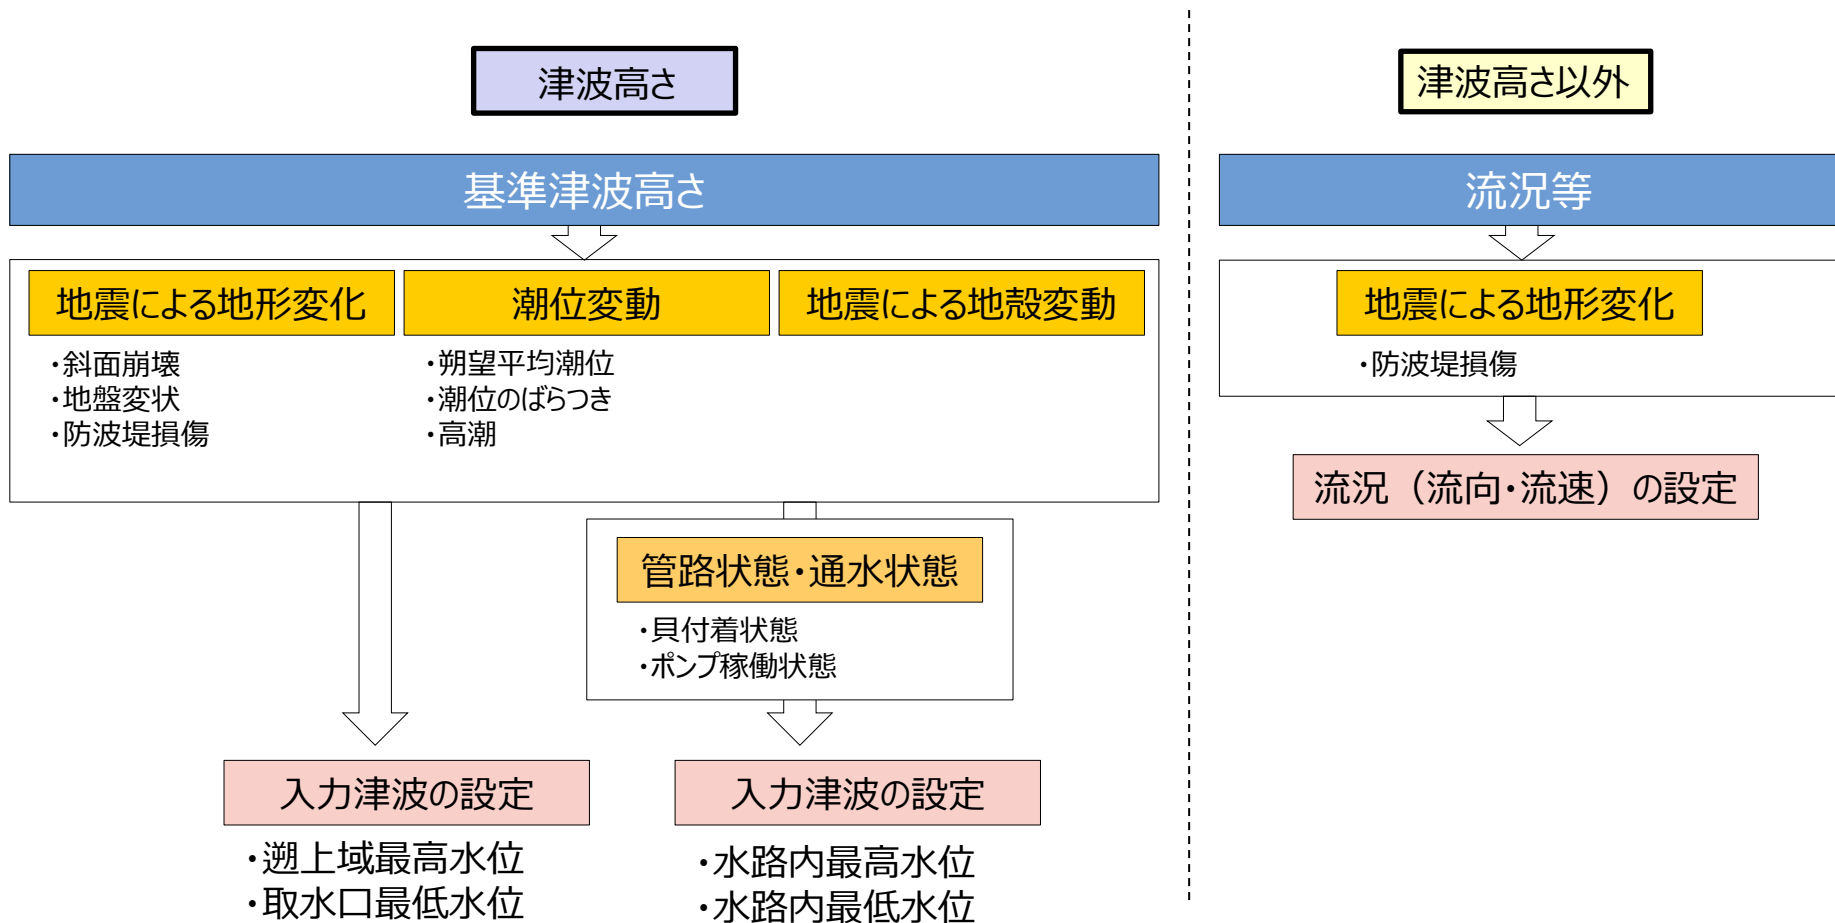 津波高さ
基準津波高さ
地震による地形変化
・斜面崩壊
・地盤変状
・防波堤損傷
潮位変動
・朔望平均潮位
・潮位のばらつき
・高潮
地震による地殻変動
管路状態・通水状態
・貝付着状態
・ポンプ稼働状態
入力津波の設定
・遡上域最高水位
・取水口最低水位
入力津波の設定
・水路内最高水位
・水路内最低水位
津波高さ以外
流況等
地震による地形変化
・防波堤損傷
流況（流向・流速）の設定